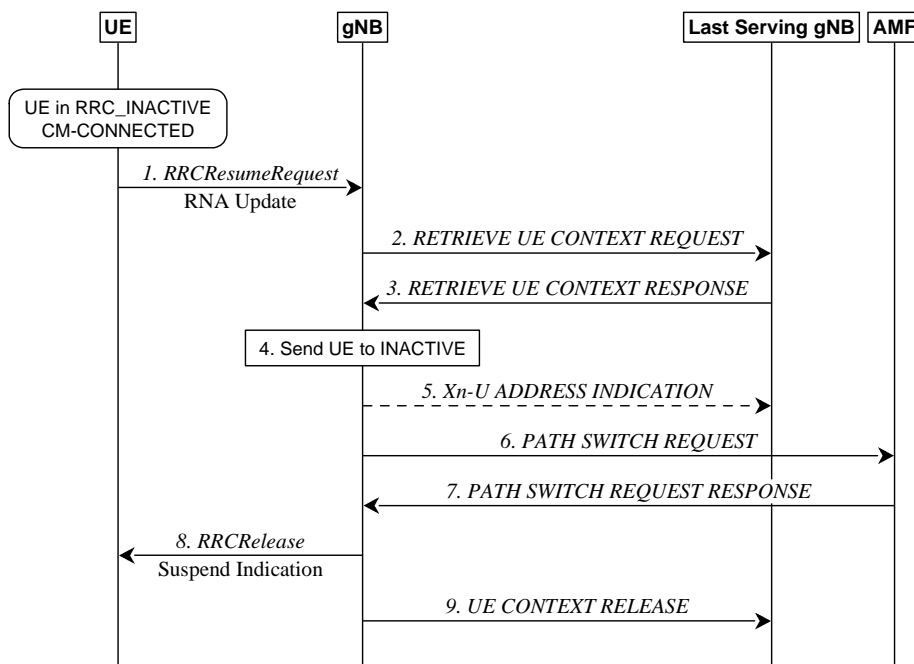 UE
gNB
Last Serving gNB
AMF
UE in RRC_INACTIVE
CM-CONNECTED
1. RRCResumeRequest
RNA Update
2. RETRIEVE UE CONTEXT REQUEST
3. RETRIEVE UE CONTEXT RESPONSE
4. Send UE to INACTIVE
5. Xn-U ADDRESS INDICATION
6. PATH SWITCH REQUEST
7. PATH SWITCH REQUEST RESPONSE
8. RRCRelease
Suspend Indication
9. UE CONTEXT RELEASE